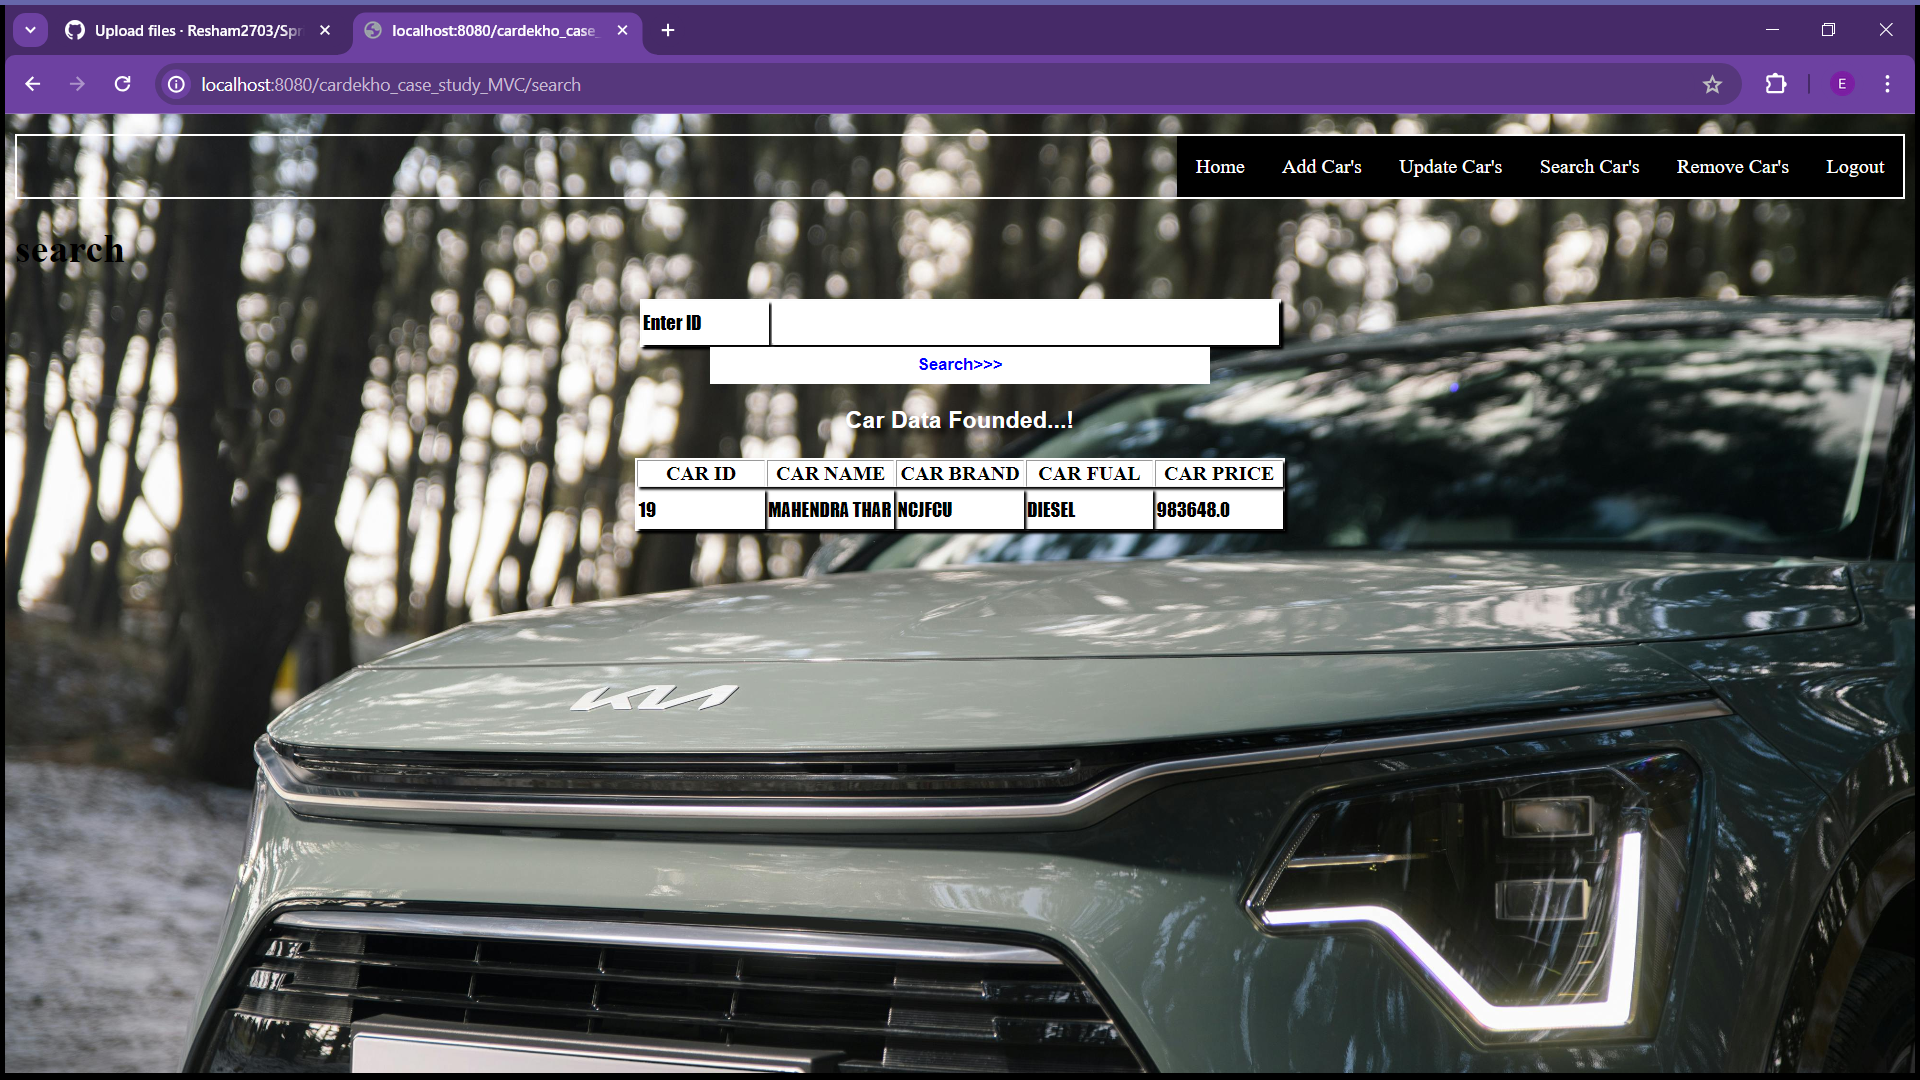 Upload files · Resham2703/Spr
localhost:8080/cardekho_case_
localhost:8080/cardekho_case_study_MVC/search
E
Home Add Car's Update Car's Search Car's Remove Car's Logout
search
Enter ID
Search>>>
Car Data Founded...!
CAR ID CAR NAME CAR BRAND CAR FUAL CAR PRICE
19 MAHENDRA THAR NCJFCU DIESEL 983648.0
KIA